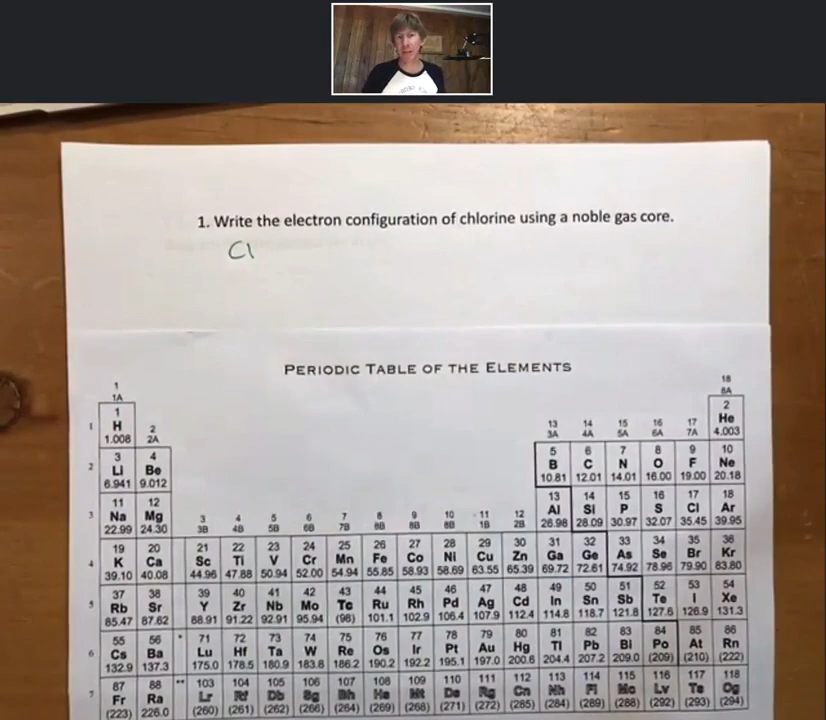 1. Write the electron configuration of chlorine using a noble gas core.
Cl
PERIODIC TABLE OF THE ELEMENTS
1 18
1A 8A
1 2
H 2 13 14 15 16 17 He
1.008 2A 3A 4A 5A 6A 7A 4.003
3 4 5 6 7 8 9 10
Li Be B C N O F Ne
6.941 9.012 10.81 12.01 14.01 16.00 19.00 20.18
11 12 13 14 15 16 17 18
Na Mg 3 4 5 6 7 8 9 10 11 12 Al Si P S Cl Ar
22.99 24.30 3B 4B 5B 6B 7B 8B 8B 8B 1B 2B 26.98 28.09 30.97 32.07 35.45 39.95
19 20 21 22 23 24 25 26 27 28 29 30 31 32 33 34 35 36
K Ca Sc Ti V Cr Mn Fe Co Ni Cu Zn Ga Ge As Se Br Kr
39.10 40.08 44.96 47.88 50.94 52.00 54.94 55.85 58.93 58.69 63.55 65.39 69.72 72.61 74.92 78.96 79.90 83.80
37 38 39 40 41 42 43 44 45 46 47 48 49 50 51 52 53 54
Rb Sr Y Zr Nb Mo Tc Ru Rh Pd Ag Cd In Sn Sb Te I Xe
85.47 87.62 88.91 91.22 92.91 95.94 (98) 101.1 102.9 106.4 107.9 112.4 114.8 118.7 121.8 127.6 126.9 131.3
55 56 * 71 72 73 74 75 76 77 78 79 80 81 82 83 84 85 86
Cs Ba Lu Hf Ta W Re Os Ir Pt Au Hg Tl Pb Bi Po At Rn
132.9 137.3 175.0 178.5 180.9 183.8 186.2 190.2 192.2 195.1 197.0 200.6 204.4 207.2 209.0 (209) (210) (222)
87 88 ** 103 104 105 106 107 108 109 110 111 112 113 114 115 116 117 118
Fr Ra Lr Rf Db Sg Bh Hs Mt Ds Rg Cn Nh Fl Mc Lv Ts Og
(223) 226.0 (260) (261) (262) (266) (264) (269) (268) (271) (272) (285) (284) (289) (288) (292) (293) (294)